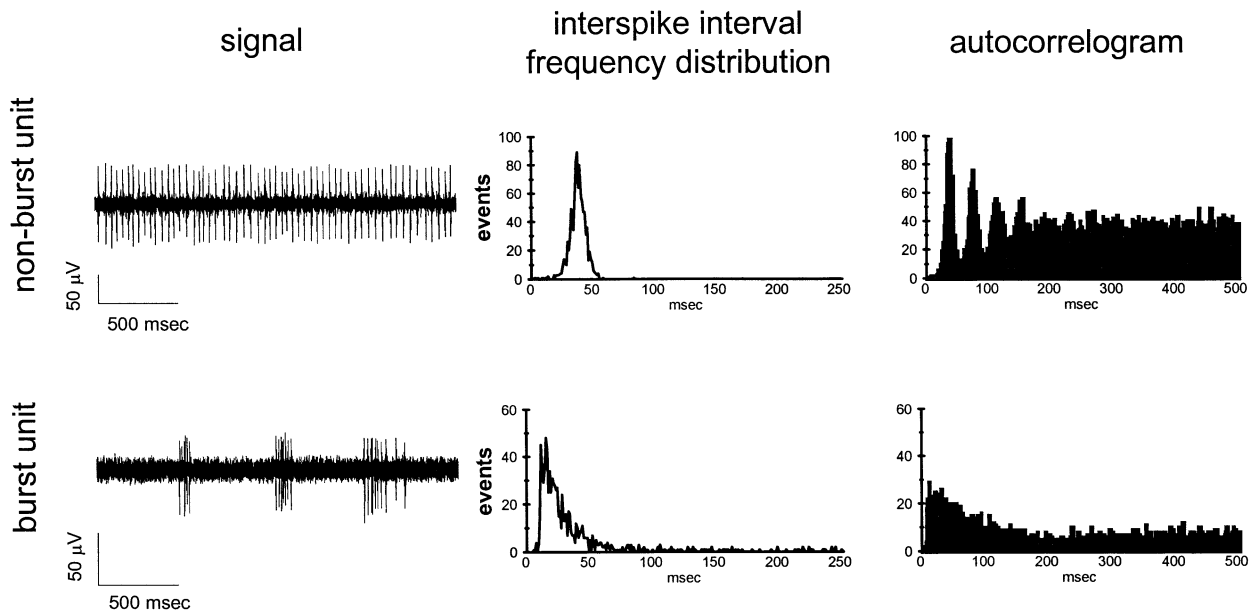 signal
interspike interval
frequency distribution
autocorrelogram
non-burst unit
50 μV
500 msec
events
100
80
60
40
20
0
0 50 100 150 200 250
msec
100
80
60
40
20
0
0 100 200 300 400 500
msec
burst unit
50 μV
500 msec
events
60
40
20
0
0 50 100 150 200 250
msec
60
40
20
0
0 100 200 300 400 500
msec